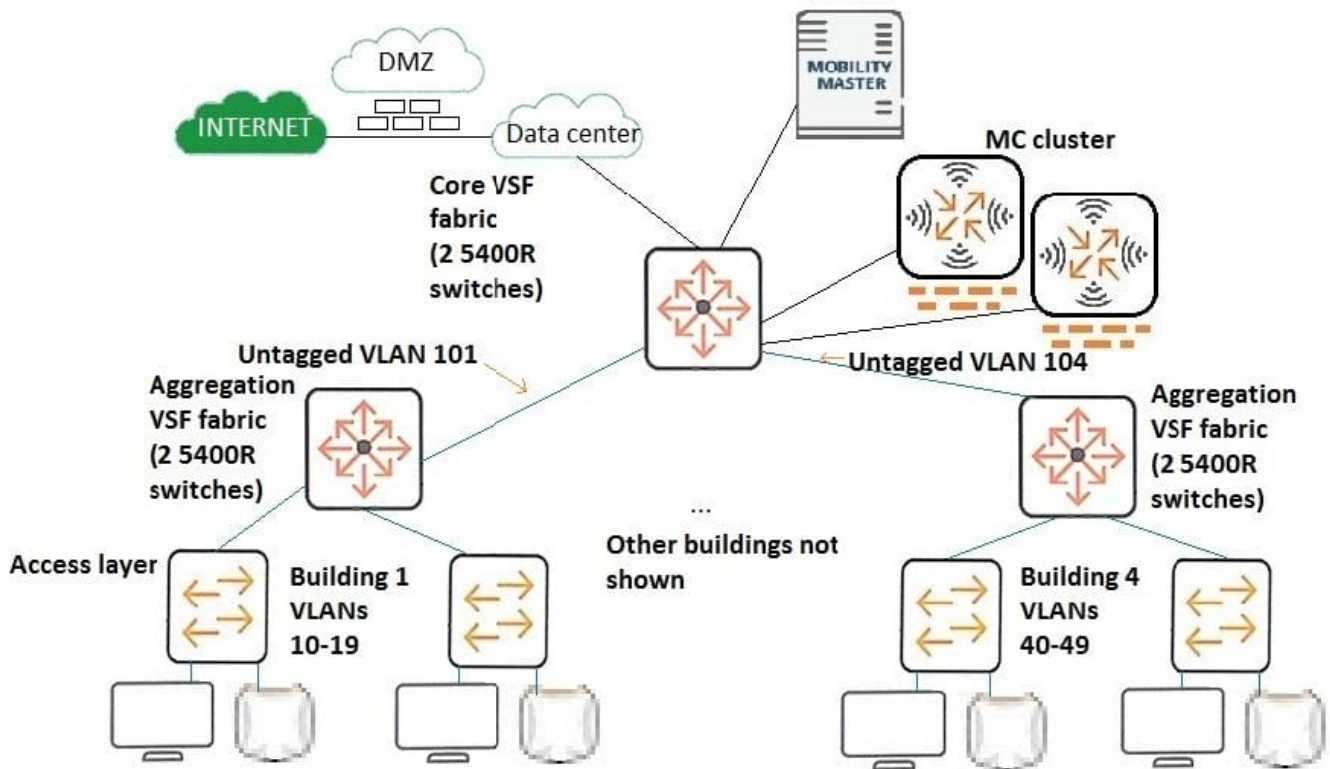 DMZ
INTERNET
Data center
MOBILITY
MASTER
MC cluster
Core VSF
fabric
(2 5400R
switches)
Untagged VLAN 101
Untagged VLAN 104
Aggregation
VSF fabric
(2 5400R
switches)
Aggregation
VSF fabric
(2 5400R
switches)
...
Other buildings not
shown
Access layer
Building 1
VLANs
10-19
Building 4
VLANs
40-49